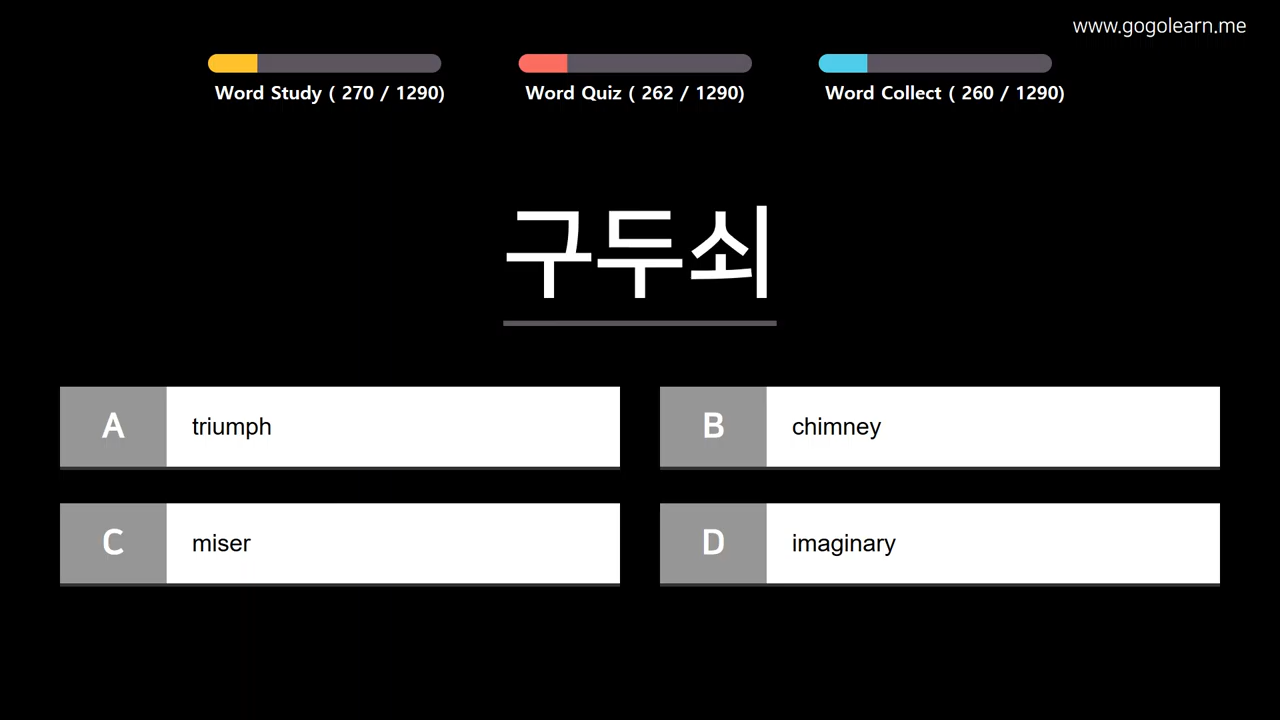 www.gogolearn.me
Word Study ( 270 / 1290)
Word Quiz ( 262 / 1290)
Word Collect ( 260 / 1290)
구두쇠
A triumph
B chimney
C miser
D imaginary